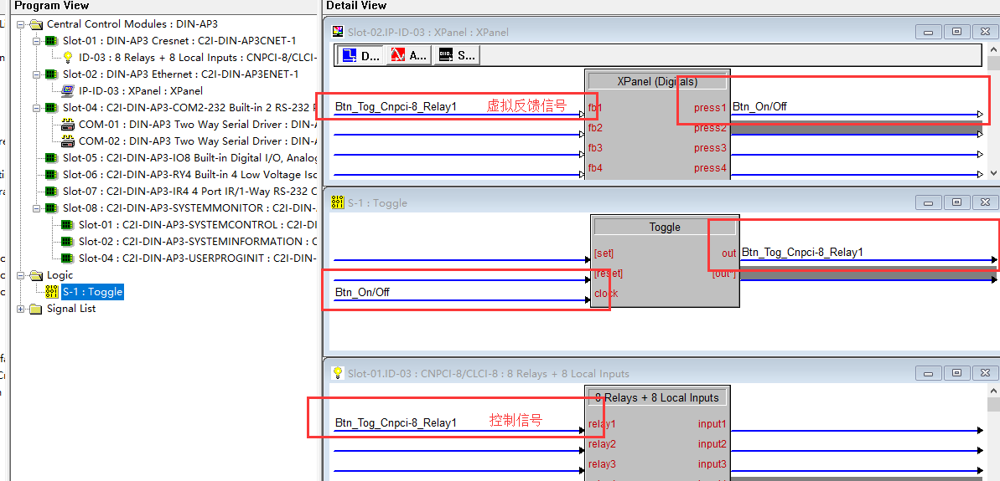 Program View
Central Control Modules : DIN-AP3
Slot-01 : DIN-AP3 Cresnet : C2I-DIN-AP3CNET-1
ID-03 : 8 Relays + 8 Local Inputs : CNPCI-8/CLCI-
Slot-02 : DIN-AP3 Ethernet : C2I-DIN-AP3ENET-1
IP-ID-03 : XPanel : XPanel
Slot-04 : C2I-DIN-AP3-COM2-232 Built-in 2 RS-232 P
COM-01 : DIN-AP3 Two Way Serial Driver : DIN-A
COM-02 : DIN-AP3 Two Way Serial Driver : DIN-A
Slot-05 : C2I-DIN-AP3-IO8 Built-in Digital I/O, Analog
Slot-06 : C2I-DIN-AP3-RY4 Built-in 4 Low Voltage Iso
Slot-07 : C2I-DIN-AP3-IR4 4 Port IR/1-Way RS-232 C
Slot-08 : C2I-DIN-AP3-SYSTEMMONITOR : C2I-DIN-
Slot-01 : C2I-DIN-AP3-SYSTEMCONTROL : C2I-DI
Slot-02 : C2I-DIN-AP3-SYSTEMINFORMATION : C
Slot-04 : C2I-DIN-AP3-USERPROGINIT : C2I-DIN-
Logic
S-1 : Toggle
Signal List
Detail View
Slot-02.IP-ID-03 : XPanel : XPanel
D... A... S...
XPanel (Digitals)
Btn_Tog_Cnpci-8_Relay1 虚拟反馈信号 fb1 press1 Btn_On/Off
fb2 press2
fb3 press3
fb4 press4
S-1 : Toggle
Toggle
[set] out Btn_Tog_Cnpci-8_Relay1
[reset] [out*]
Btn_On/Off clock
Slot-01.ID-03 : CNPCI-8/CLCI-8 : 8 Relays + 8 Local Inputs
8 Relays + 8 Local Inputs
Btn_Tog_Cnpci-8_Relay1 控制信号 relay1 input1
relay2 input2
relay3 input3